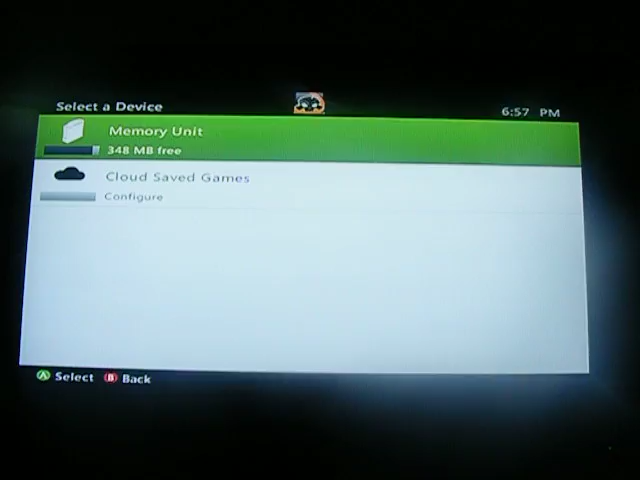 Select a Device
6:57 PM
Memory Unit
348 MB free
Cloud Saved Games
Configure
A Select B Back